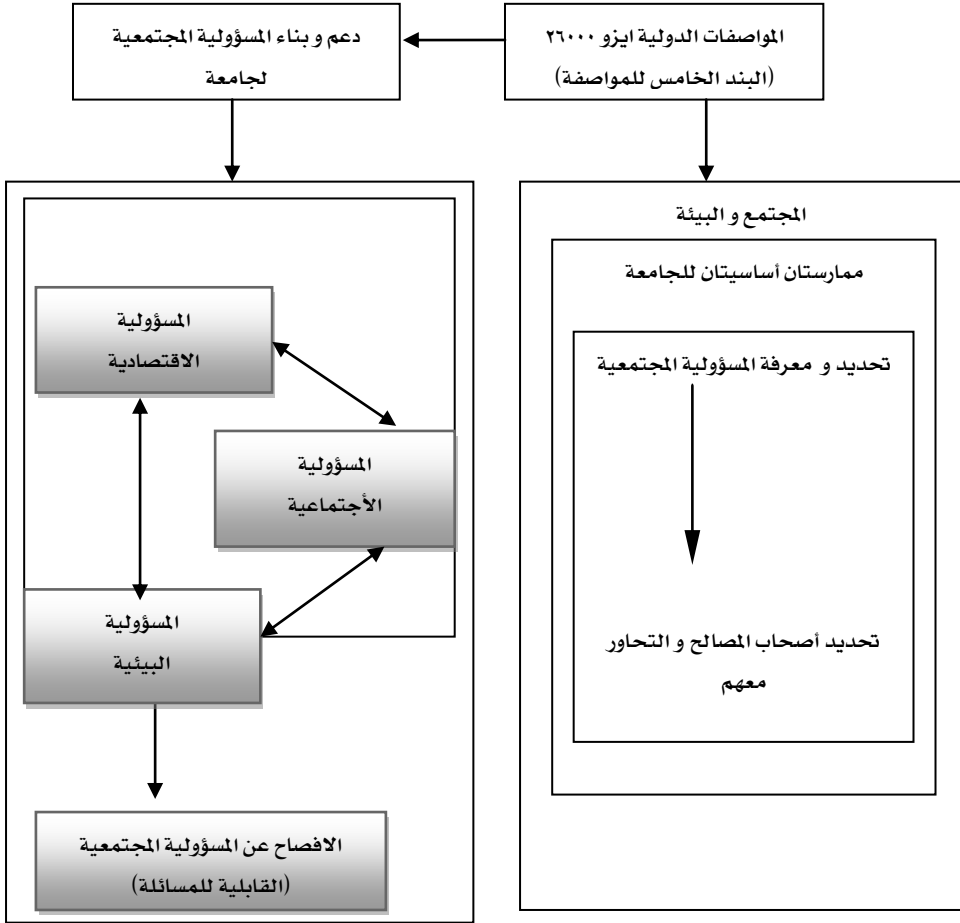 المواصفات الدولية ايزو ٢٦٠٠٠
(البند الخامس للمواصفة)
دعم و بناء المسؤولية المجتمعية
لجامعة
المجتمع و البيئة
ممارستان أساسيتان للجامعة
تحديد و معرفة المسؤولية المجتمعية
تحديد أصحاب المصالح و التحاور
معهم
المسؤولية
الاقتصادية
المسؤولية
الأجتماعية
المسؤولية
البيئية
الافصاح عن المسؤولية المجتمعية
(القابلية للمسائلة)